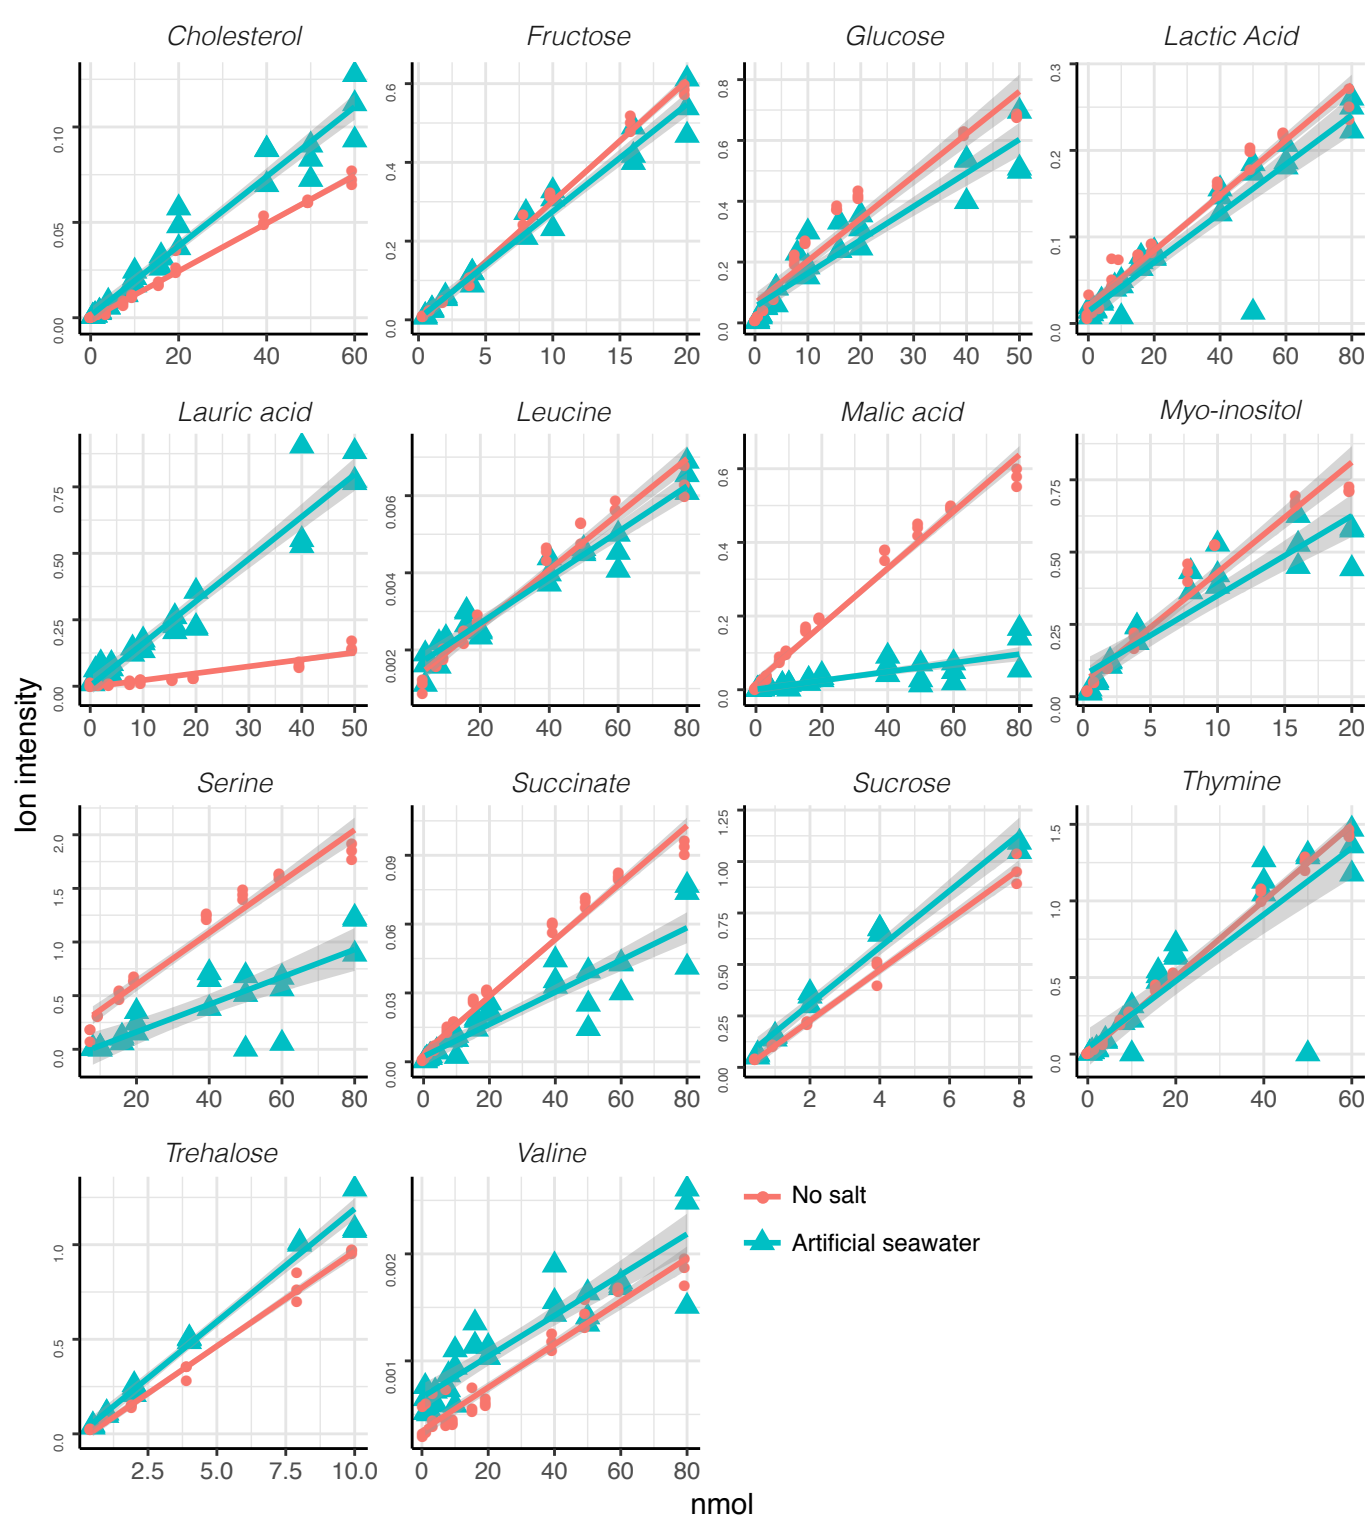 Cholesterol Fructose Glucose Lactic Acid
0.00 0.05 0.10
0 20 40 60
0.0 0.2 0.4 0.6
0 5 10 15 20
0.0 0.2 0.4 0.6 0.8
0 10 20 30 40 50
0.0 0.1 0.2 0.3
0 20 40 60 80
Lauric acid Leucine Malic acid Myo-inositol
0.00 0.25 0.50 0.75
0 10 20 30 40 50
0.002 0.004 0.006
20 40 60 80
0.0 0.2 0.4 0.6
0 20 40 60 80
0.00 0.25 0.50 0.75
0 5 10 15 20
Ion intensity
Serine Succinate Sucrose Thymine
0.0 0.5 1.0 1.5 2.0
20 40 60 80
0.00 0.03 0.06 0.09
0 20 40 60 80
0.00 0.25 0.50 0.75 1.00 1.25
2 4 6 8
0.0 0.5 1.0 1.5
0 20 40 60
Trehalose Valine
0.0 0.5 1.0
2.5 5.0 7.5 10.0
0.001 0.002
0 20 40 60 80
No salt
Artificial seawater
nmol